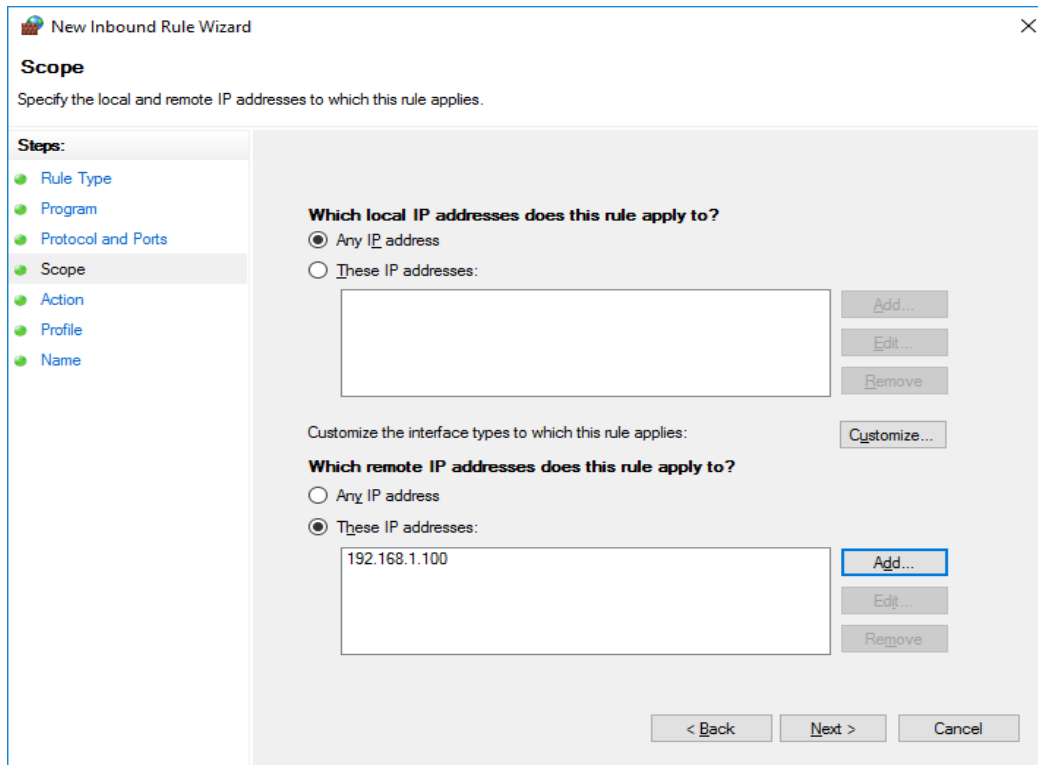 New Inbound Rule Wizard
Scope
Specify the local and remote IP addresses to which this rule applies.
Steps:
Rule Type
Program
Protocol and Ports
Scope
Action
Profile
Name
Which local IP addresses does this rule apply to?
Any IP address
These IP addresses:
Add...
Edit...
Remove
Customize the interface types to which this rule applies:
Customize...
Which remote IP addresses does this rule apply to?
Any IP address
These IP addresses:
192.168.1.100
Add...
Edit...
Remove
< Back
Next >
Cancel